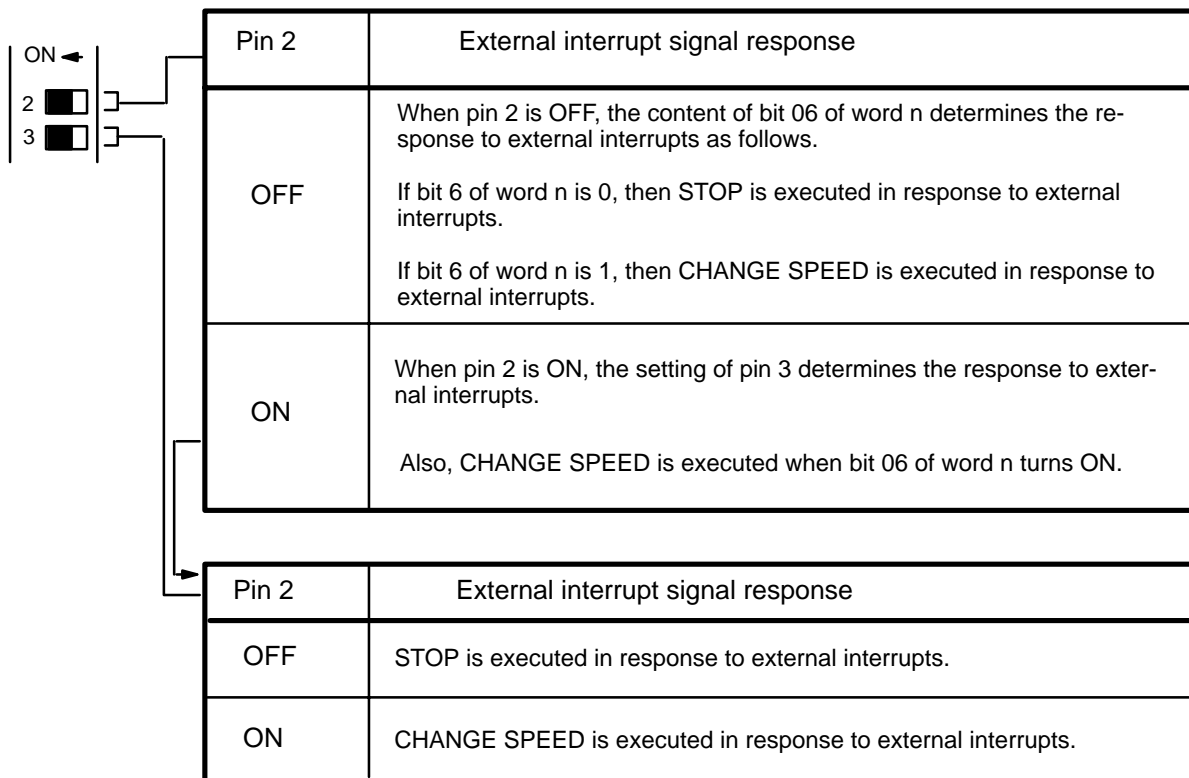 ON
2
3
Pin 2
External interrupt signal response
OFF
When pin 2 is OFF, the content of bit 06 of word n determines the re-
sponse to external interrupts as follows.
If bit 6 of word n is 0, then STOP is executed in response to external
interrupts.
If bit 6 of word n is 1, then CHANGE SPEED is executed in response to
external interrupts.
ON
When pin 2 is ON, the setting of pin 3 determines the response to exter-
nal interrupts.
Also, CHANGE SPEED is executed when bit 06 of word n turns ON.
Pin 2
External interrupt signal response
OFF
STOP is executed in response to external interrupts.
ON
CHANGE SPEED is executed in response to external interrupts.